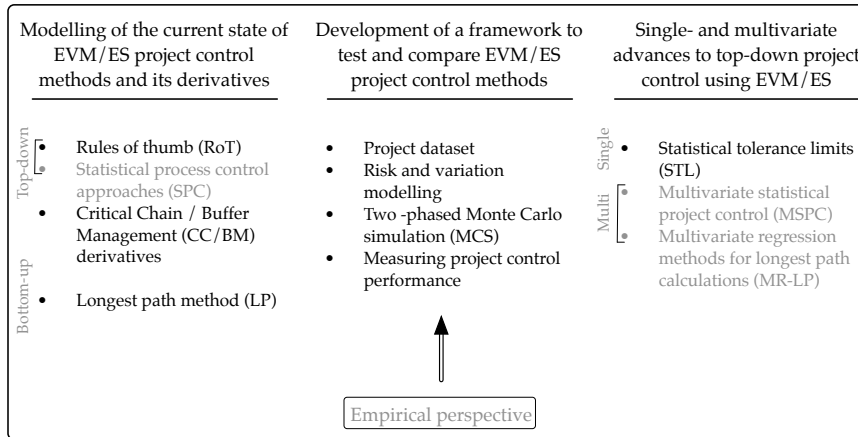 Modelling of the current state of
EVM/ES project control
methods and its derivatives
Top-down
• Rules of thumb (RoT)
• Statistical process control
approaches (SPC)
• Critical Chain / Buffer
Management (CC/BM)
derivatives
Bottom-up
• Longest path method (LP)
Development of a framework to
test and compare EVM/ES
project control methods
• Project dataset
• Risk and variation
modelling
• Two -phased Monte Carlo
simulation (MCS)
• Measuring project control
performance
Empirical perspective
Single- and multivariate
advances to top-down project
control using EVM/ES
Single
• Statistical tolerance limits
(STL)
Multi
• Multivariate statistical
project control (MSPC)
• Multivariate regression
methods for longest path
calculations (MR-LP)